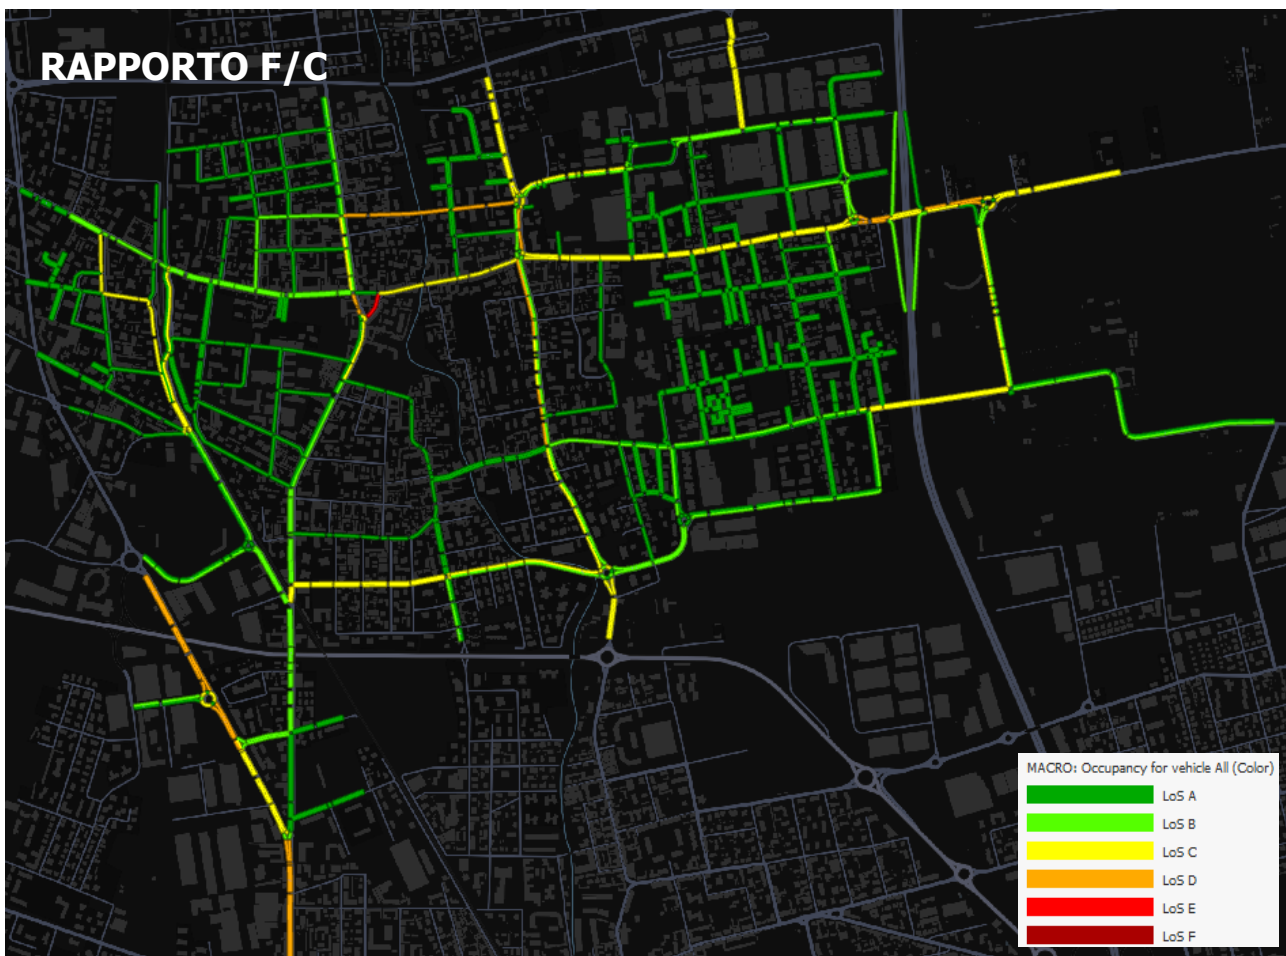 RAPPORTO F/C
MACRO: Occupancy for vehicle All (Color)
LoS A
LoS B
LoS C
LoS D
LoS E
LoS F